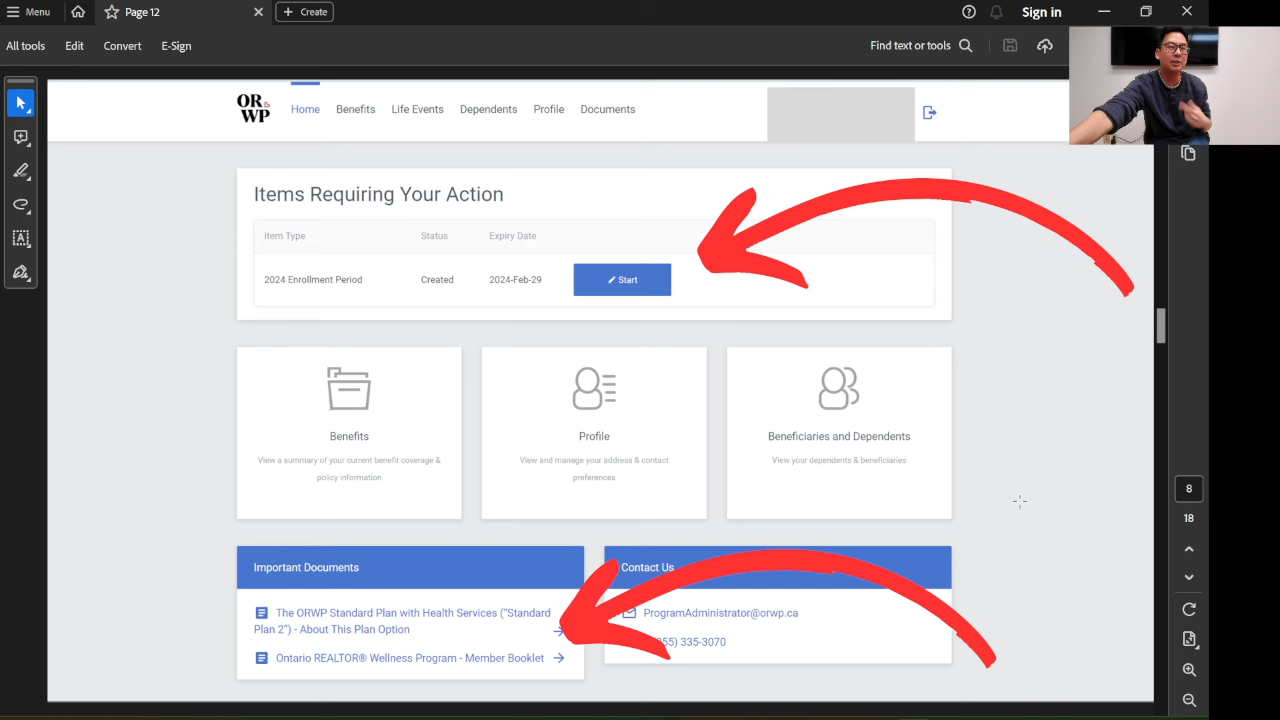 Menu
Page 12
Create
Sign in
All tools
Edit
Convert
E-Sign
Find text or tools
OR
WP
Home
Benefits
Life Events
Dependents
Profile
Documents
Items Requiring Your Action
Item Type
Status
Expiry Date
2024 Enrollment Period
Created
2024-Feb-29
Start
Benefits
View a summary of your current benefit coverage &
policy information
Profile
View and manage your address & contact
preferences
Beneficiaries and Dependents
View your dependents & beneficiaries
Important Documents
The ORWP Standard Plan with Health Services ("Standard
Plan 2") - About This Plan Option
Ontario REALTOR® Wellness Program - Member Booklet
Contact Us
ProgramAdministrator@orwp.ca
335-3070
8
18